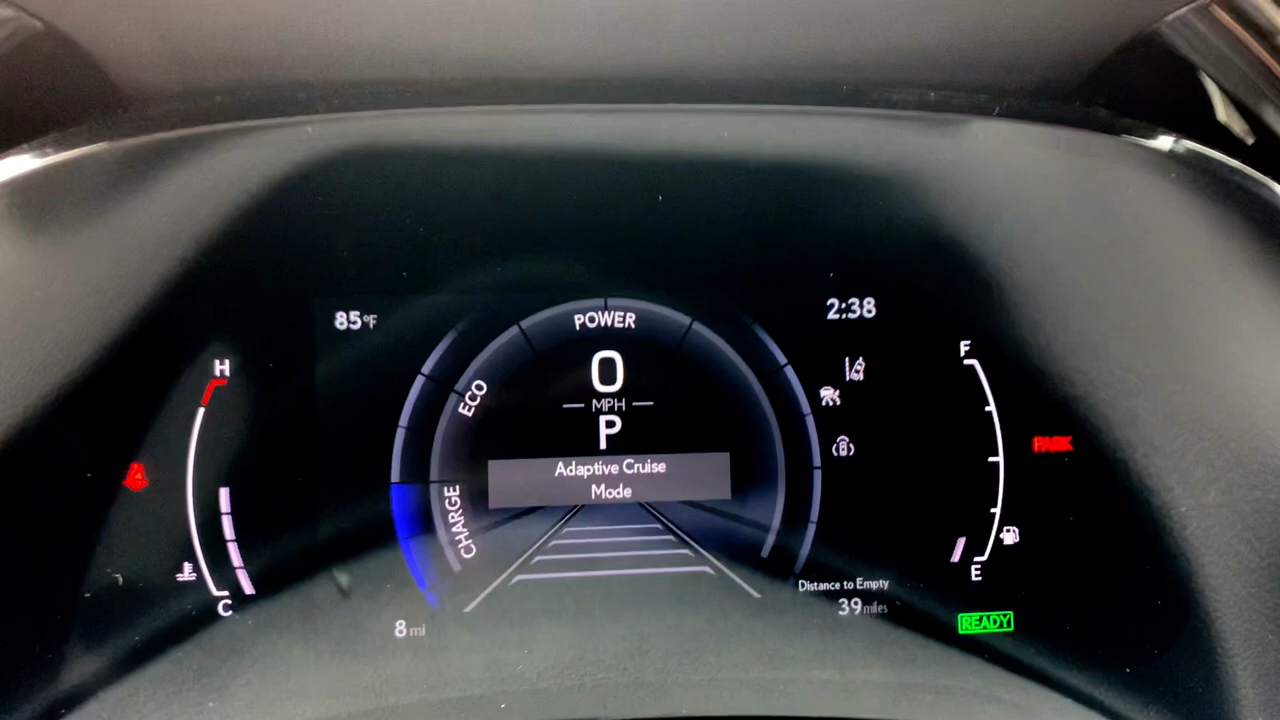 85°F
2:38
POWER
H
F
0
ECO
MPH
P
PARK
Adaptive Cruise
Mode
CHARGE
E
Distance to Empty
C
39 miles
8 mi
READY